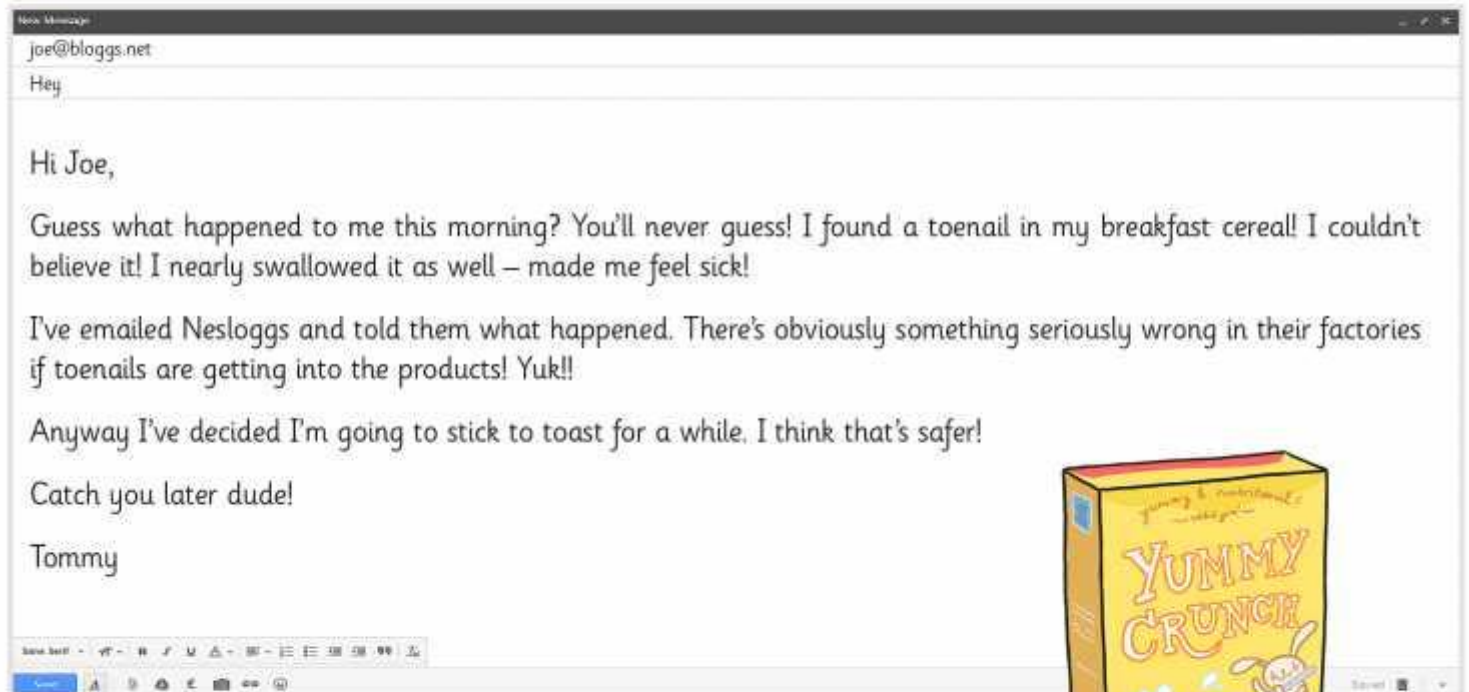 New Message
joe@bloggs.net
Hey
Hi Joe,
Guess what happened to me this morning? You'll never guess! I found a toenail in my breakfast cereal! I couldn't
believe it! I nearly swallowed it as well – made me feel sick!
I've emailed Nesloggs and told them what happened. There's obviously something seriously wrong in their factories
if toenails are getting into the products! Yuk!!
Anyway I've decided I'm going to stick to toast for a while. I think that's safer!
Catch you later dude!
Tommy
yummy &
YUMMY
CRUNCH
Sans Serif
Send
Saved